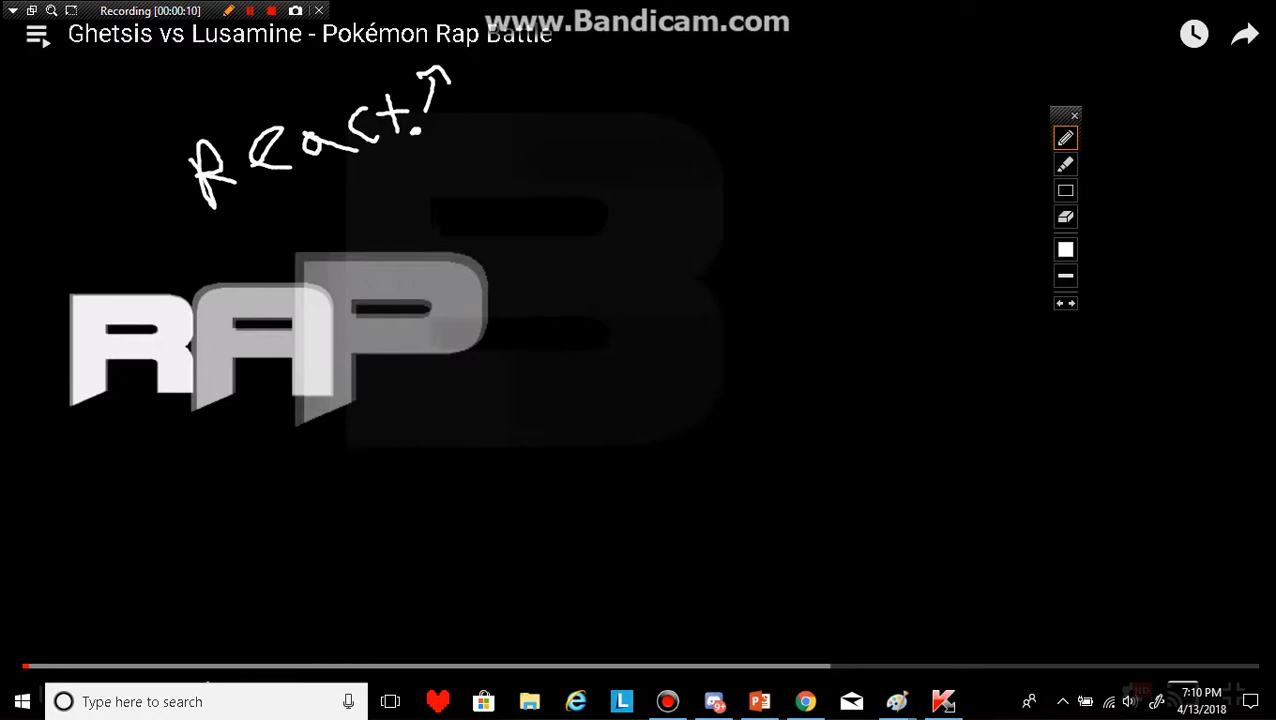 Recording [00:00:10]
www.Bandicam.com
Ghetsis vs Lusamine - Pokémon Rap Battle
React.
RAP
B
Type here to search
L
9+
7:10 PM
4/13/2018